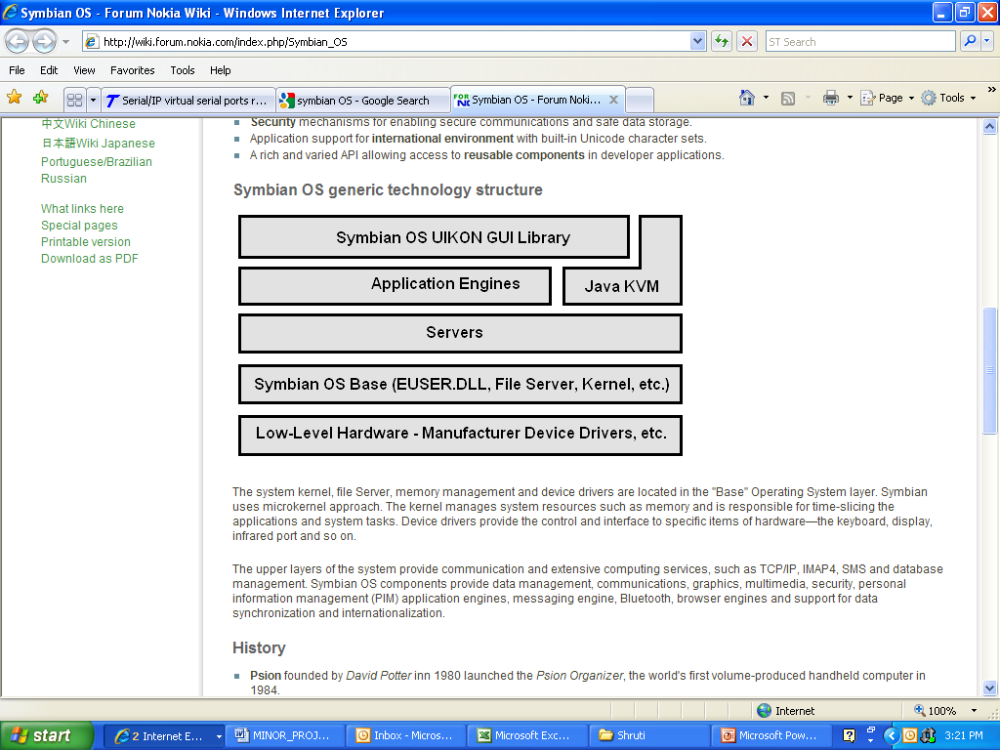 Symbian OS - Forum Nokia Wiki - Windows Internet Explorer
http://wiki.forum.nokia.com/index.php/Symbian_OS
ST Search
File Edit View Favorites Tools Help
Serial/IP virtual serial ports r... symbian OS - Google Search Symbian OS - Forum Noki... Page Tools
中文Wiki Chinese
日本語Wiki Japanese
Portuguese/Brazilian
Russian
What links here
Special pages
Printable version
Download as PDF
Security mechanisms for enabling secure communications and safe data storage.
Application support for international environment with built-in Unicode character sets.
A rich and varied API allowing access to reusable components in developer applications.
Symbian OS generic technology structure
Symbian OS UIKON GUI Library
Application Engines
Java KVM
Servers
Symbian OS Base (EUSER.DLL, File Server, Kernel, etc.)
Low-Level Hardware - Manufacturer Device Drivers, etc.
The system kernel, file Server, memory management and device drivers are located in the "Base" Operating System layer. Symbian
uses microkernel approach. The kernel manages system resources such as memory and is responsible for time-slicing the
applications and system tasks. Device drivers provide the control and interface to specific items of hardware—the keyboard, display,
infrared port and so on.
The upper layers of the system provide communication and extensive computing services, such as TCP/IP, IMAP4, SMS and database
management. Symbian OS components provide data management, communications, graphics, multimedia, security, personal
information management (PIM) application engines, messaging engine, Bluetooth, browser engines and support for data
synchronization and internationalization.
History
Psion founded by David Potter inn 1980 launched the Psion Organizer, the world's first volume-produced handheld computer in
1984.
Internet 100%
start 2 Internet E... MINOR_PROJ... Inbox - Micros... Microsoft Exc... Shruti Microsoft Pow... 3:21 PM